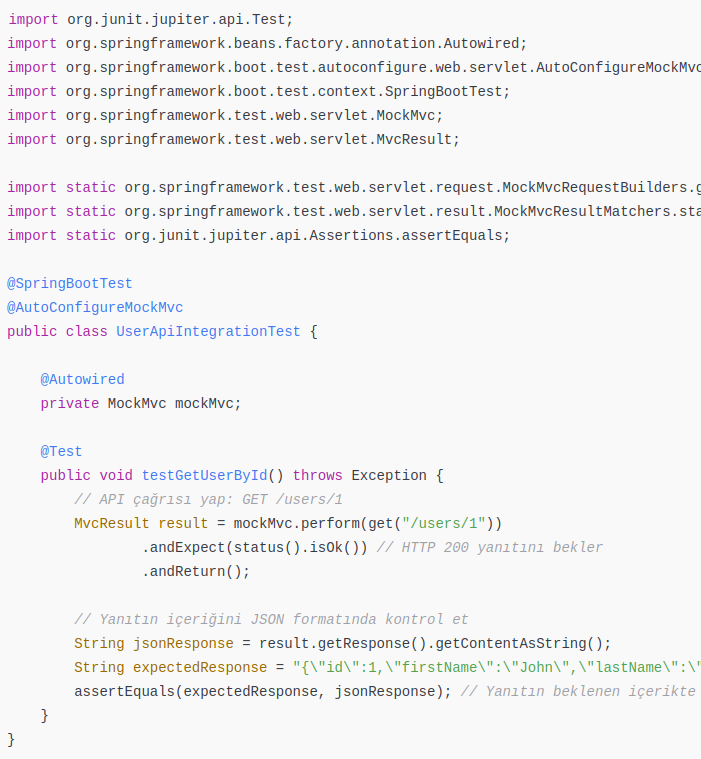 import org.junit.jupiter.api.Test;
import org.springframework.beans.factory.annotation.Autowired;
import org.springframework.boot.test.autoconfigure.web.servlet.AutoConfigureMockMvc
import org.springframework.boot.test.context.SpringBootTest;
import org.springframework.test.web.servlet.MockMvc;
import org.springframework.test.web.servlet.MvcResult;
import static org.springframework.test.web.servlet.request.MockMvcRequestBuilders.g
import static org.springframework.test.web.servlet.result.MockMvcResultMatchers.sta
import static org.junit.jupiter.api.Assertions.assertEquals;
@SpringBootTest
@AutoConfigureMockMvc
public class UserApiIntegrationTest {
@Autowired
private MockMvc mockMvc;
@Test
public void testGetUserById() throws Exception {
// API çağrısı yap: GET /users/1
MvcResult result = mockMvc.perform(get("/users/1"))
.andExpect(status().isOk()) // HTTP 200 yanıtını bekler
.andReturn();
// Yanıtın içeriğini JSON formatında kontrol et
String jsonResponse = result.getResponse().getContentAsString();
String expectedResponse = "{\"id\":1,\"firstName\":\"John\",\"lastName\":\"
assertEquals(expectedResponse, jsonResponse); // Yanıtın beklenen içerikte
}
}